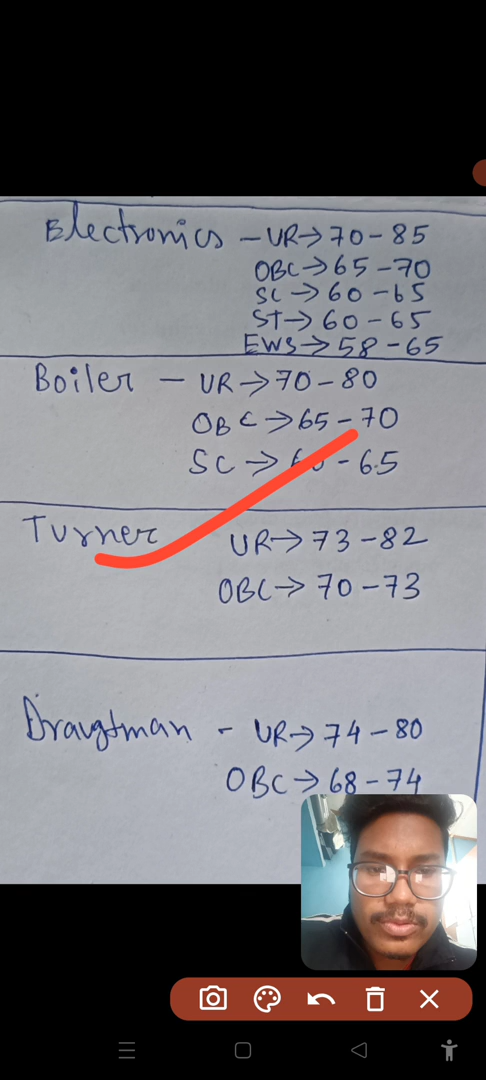 Electronics - UR→70-85
OBC→65-70
SC→60-65
ST→60-65
EWS→58-65
Boiler - UR→70-80
OBC→65-70
SC→60-65
Turner UR→73-82
OBC→70-73
Draugtman - UR→74-80
OBC→68-74